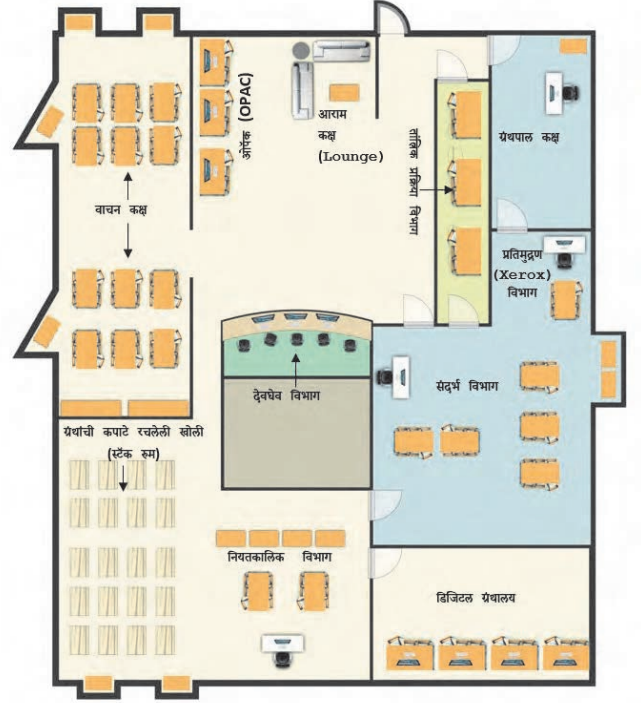 ओपॅक (OPAC)
आराम
कक्ष
(Lounge)
तांत्रिक प्रक्रिया विभाग
ग्रंथपाल कक्ष
वाचन कक्ष
प्रतिमुद्रण
(Xerox)
विभाग
देवघेव विभाग
संदर्भ विभाग
ग्रंथांची कपाटे रचलेली खोली
(स्टॅक रुम)
नियतकालिक विभाग
डिजिटल ग्रंथालय